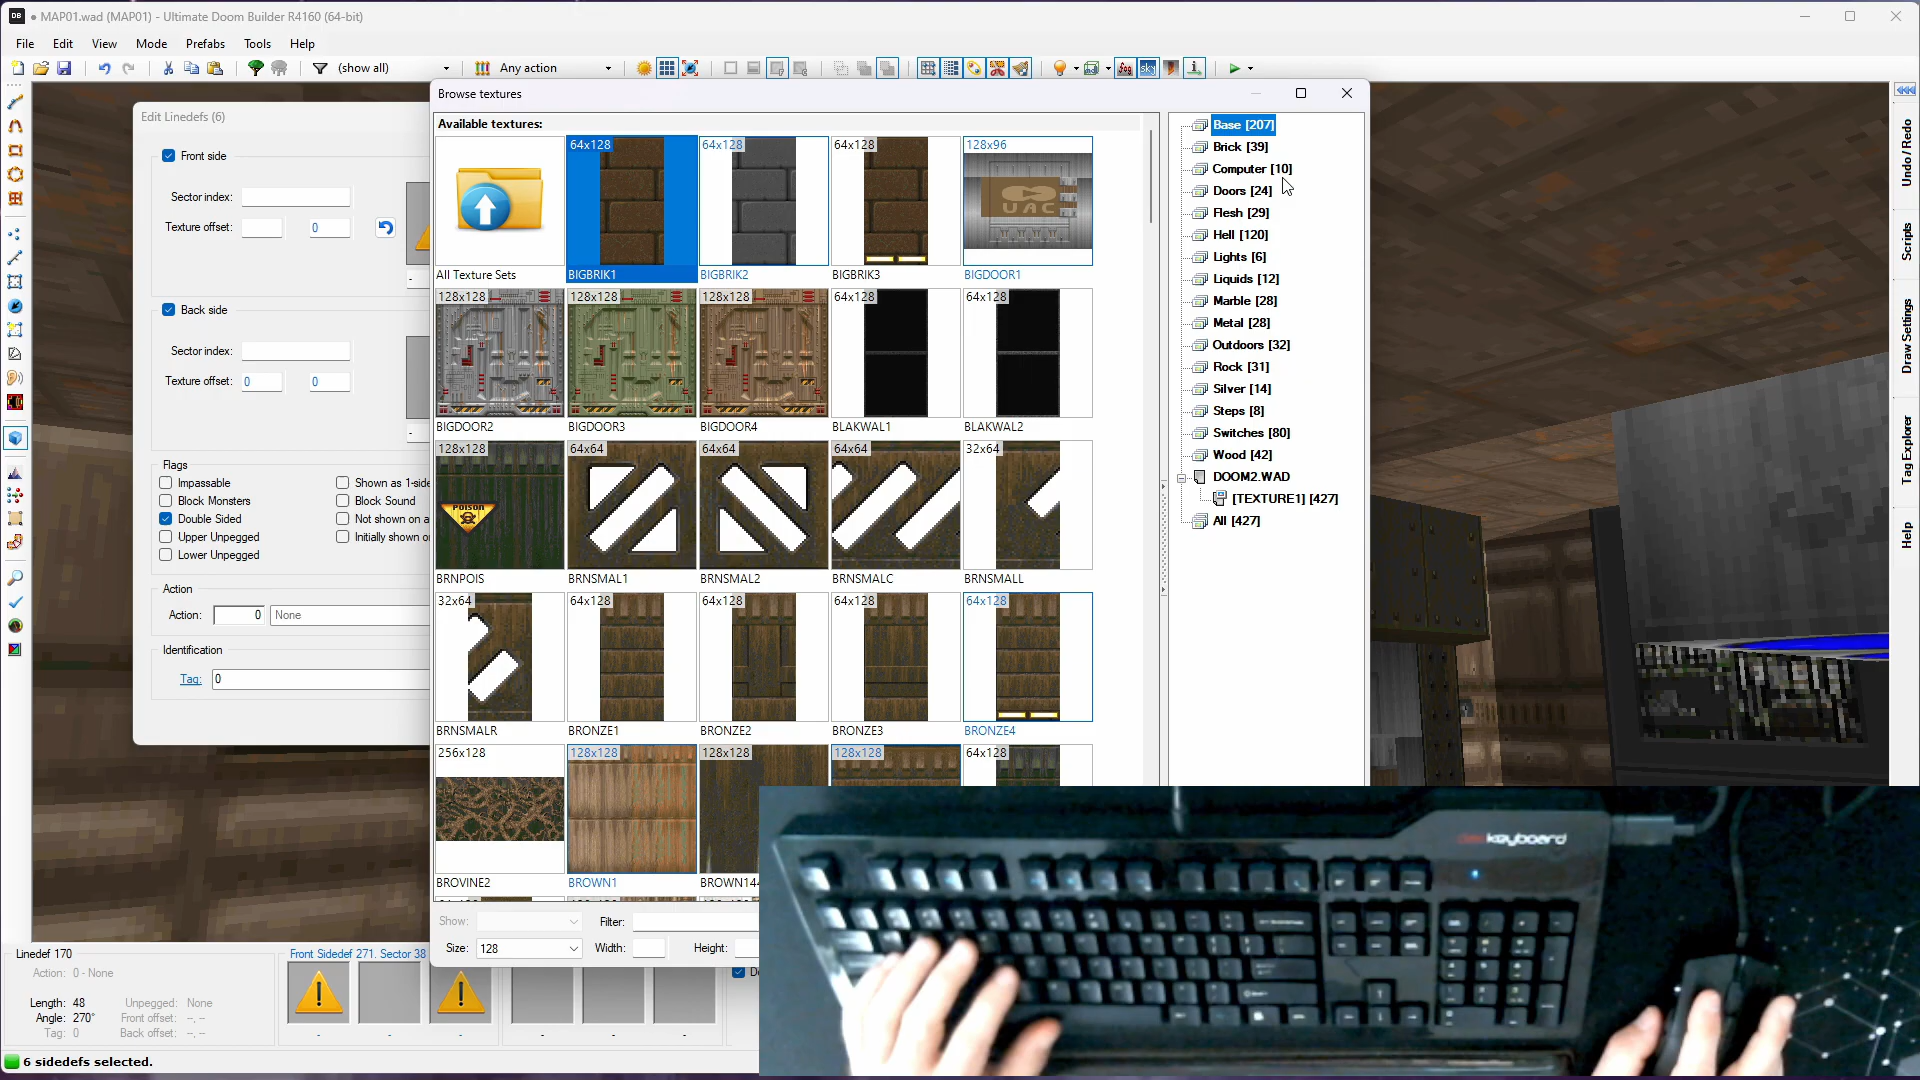 MAP01.wad (MAP01) - Ultimate Doom Builder R4160 (64-bit)
File Edit View Mode Prefabs Tools Help
(show all) Any action
Edit Linedefs (6)
Front side
Sector index:
Texture offset: 0
Back side
Sector index:
Texture offset: 0 0
Flags
Impassable
Block Monsters
Double Sided
Upper Unpegged
Lower Unpegged
Shown as 1-side
Block Sound
Not shown on a
Initially shown o
Action
Action: 0 None
Identification
Tag: 0
Browse textures
Available textures:
64x128 64x128 64x128 128x96
UAC
All Texture Sets BIGBRIK1 BIGBRIK2 BIGBRIK3 BIGDOOR1
128x128 128x128 128x128 64x128 64x128
BIGDOOR2 BIGDOOR3 BIGDOOR4 BLAKWAL1 BLAKWAL2
128x128 64x64 64x64 64x64 32x64
POISON
BRNPOIS BRNSMAL1 BRNSMAL2 BRNSMALC BRNSMALL
32x64 64x128 64x128 64x128 64x128
BRNSMALR BRONZE1 BRONZE2 BRONZE3 BRONZE4
256x128 128x128 128x128 128x128 64x128
BROVINE2 BROWN1 BROWN144
Show: Filter:
Size: 128 Width: Height:
Base [207]
Brick [39]
Computer [10]
Doors [24]
Flesh [29]
Hell [120]
Lights [6]
Liquids [12]
Marble [28]
Metal [28]
Outdoors [32]
Rock [31]
Silver [14]
Steps [8]
Switches [80]
Wood [42]
DOOM2.WAD
[TEXTURE1] [427]
All [427]
Undo / Redo
Scripts
Draw Settings
Tag Explorer
Help
Linedef 170
Action: 0 - None
Length: 48 Unpegged: None
Angle: 270° Front offset: --, --
Tag: 0 Back offset: --, --
Front Sidedef 271. Sector 38
6 sidedefs selected.
daskeyboard